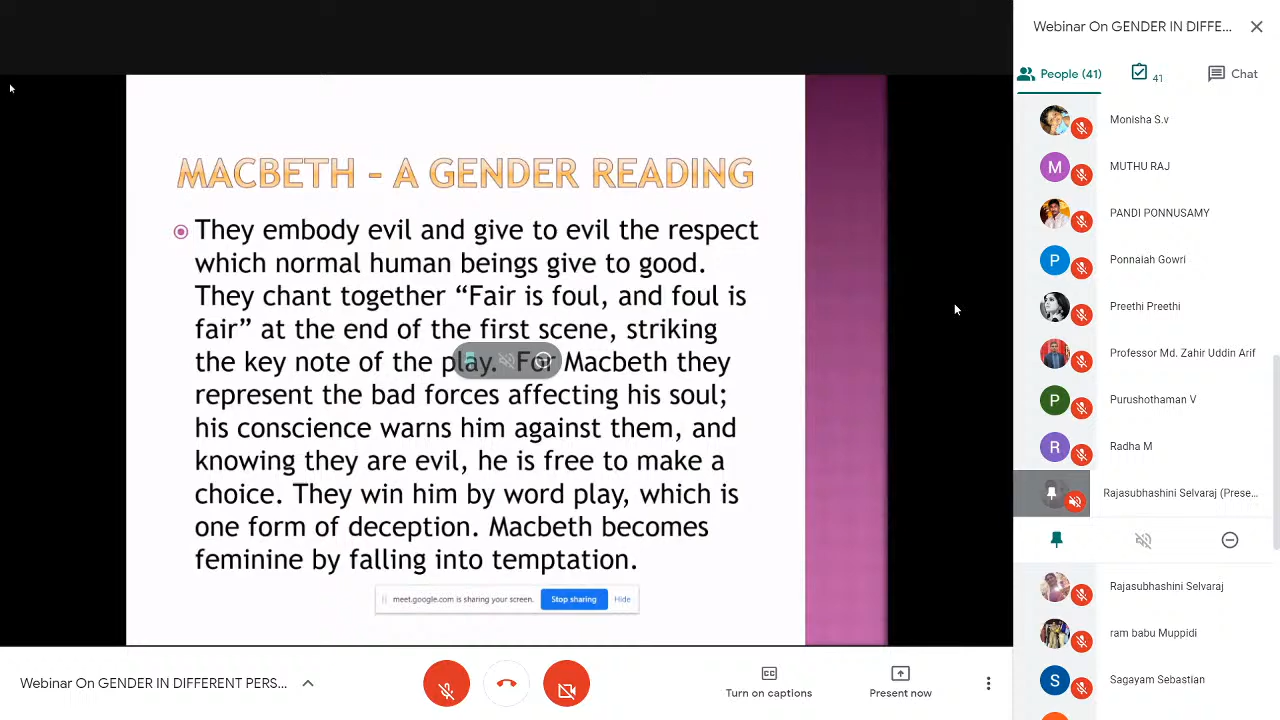 Webinar On GENDER IN DIFFE...
People (41)
41
Chat
MACBETH - A GENDER READING
They embody evil and give to evil the respect
which normal human beings give to good.
They chant together “Fair is foul, and foul is
fair” at the end of the first scene, striking
the key note of the play. For Macbeth they
represent the bad forces affecting his soul;
his conscience warns him against them, and
knowing they are evil, he is free to make a
choice. They win him by word play, which is
one form of deception. Macbeth becomes
feminine by falling into temptation.
meet.google.com is sharing your screen.
Stop sharing
Hide
Monisha S.v
M
MUTHU RAJ
PANDI PONNUSAMY
P
Ponnaiah Gowri
Preethi Preethi
Professor Md. Zahir Uddin Arif
P
Purushothaman V
R
Radha M
Rajasubhashini Selvaraj (Prese...
Rajasubhashini Selvaraj
ram babu Muppidi
S
Sagayam Sebastian
Webinar On GENDER IN DIFFERENT PERS...
CC
Turn on captions
Present now